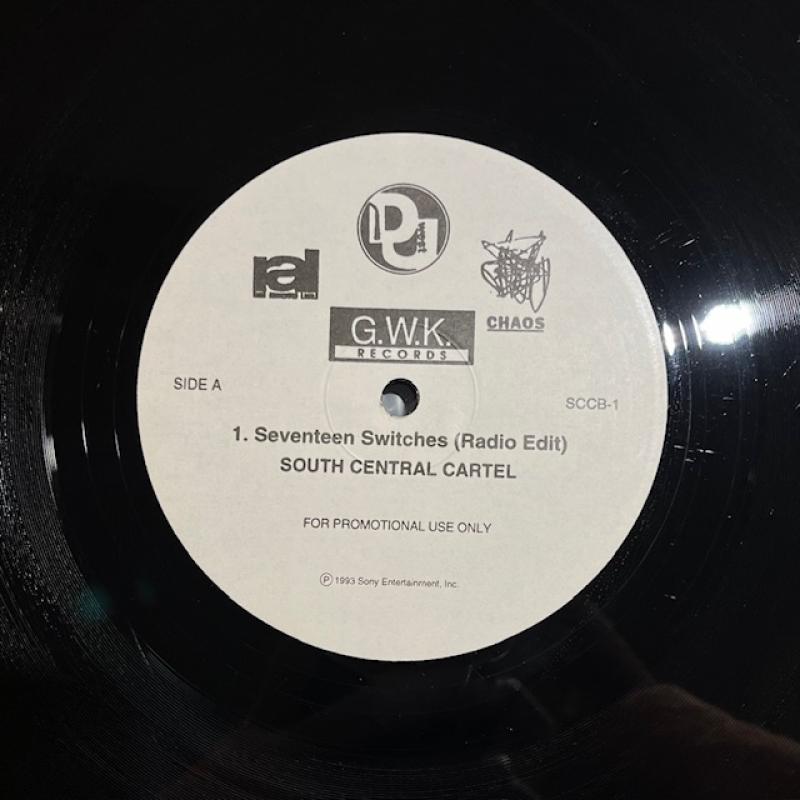 ral
CHAOS
G.W.K.
RECORDS
SIDE A
SCCB-1
1. Seventeen Switches (Radio Edit)
SOUTH CENTRAL CARTEL
FOR PROMOTIONAL USE ONLY
Ⓟ 1993 Sony Entertainment, Inc.